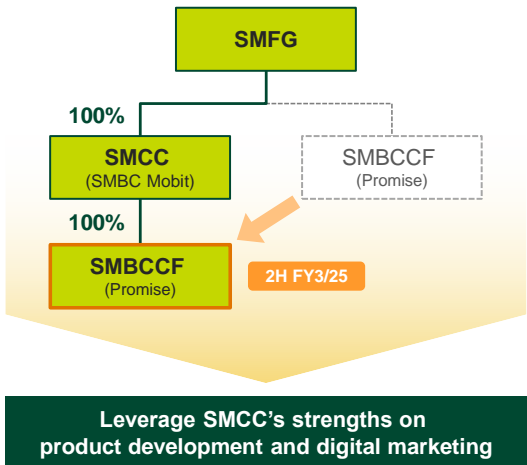 SMFG
100%
SMCC
(SMBC Mobit)
SMBCCF
(Promise)
100%
SMBCCF
(Promise)
2H FY3/25
Leverage SMCC's strengths on
product development and digital marketing